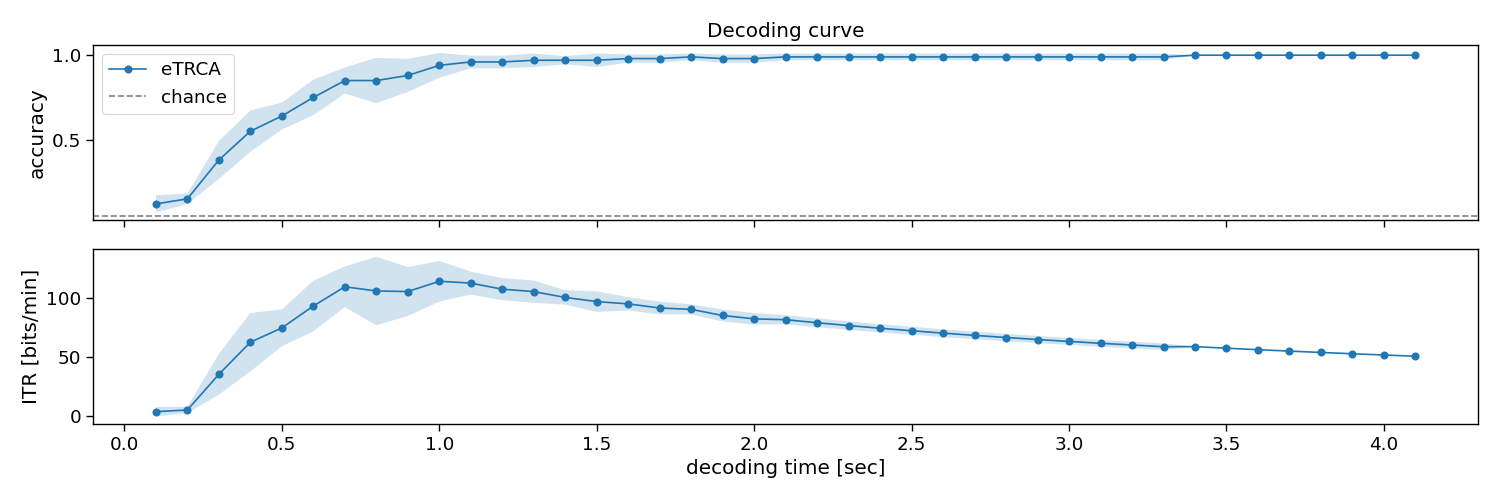 Decoding curve
accuracy
1.0
0.5
eTRCA
chance
ITR [bits/min]
100
50
0
0.0 0.5 1.0 1.5 2.0 2.5 3.0 3.5 4.0
decoding time [sec]